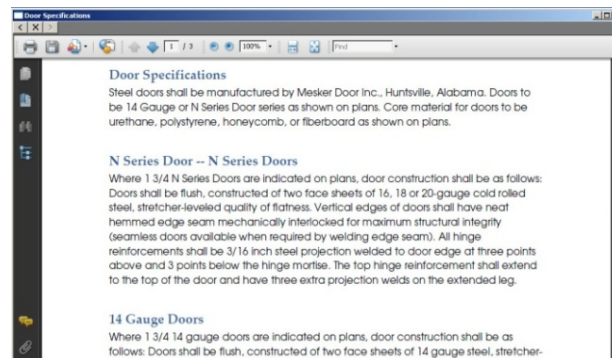 Door Specifications
1 / 3
100%
Find
Door Specifications
Steel doors shall be manufactured by Mesker Door Inc., Huntsville, Alabama. Doors to
be 14 Gauge or N Series Door series as shown on plans. Core material for doors to be
urethane, polystyrene, honeycomb, or fiberboard as shown on plans.
N Series Door -- N Series Doors
Where 1 3/4 N Series Doors are indicated on plans, door construction shall be as follows:
Doors shall be flush, constructed of two face sheets of 16, 18 or 20-gauge cold rolled
steel, stretcher-leveled quality of flatness. Vertical edges of doors shall have neat
hemmed edge seam mechanically interlocked for maximum structural integrity
(seamless doors available when required by welding edge seam). All hinge
reinforcements shall be 3/16 inch steel projection welded to door edge at three points
above and 3 points below the hinge mortise. The top hinge reinforcement shall extend
to the top of the door and have three extra projection welds on the extended leg.
14 Gauge Doors
Where 1 3/4 14 gauge doors are indicated on plans, door construction shall be as
follows: Doors shall be flush, constructed of two face sheets of 14 gauge steel, stretcher-